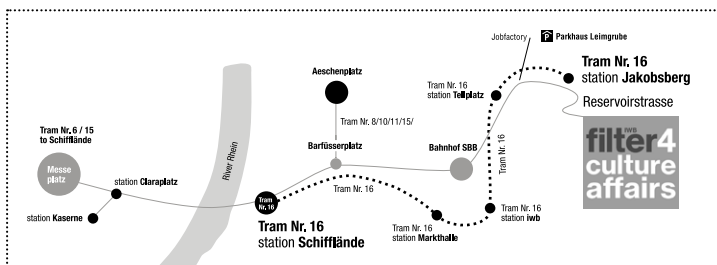 Jobfactory
P Parkhaus Leimgrube
Tram Nr. 16
station Jakobsberg
Aeschenplatz
Tram Nr. 16
station Tellplatz
Reservoirstrasse
Tram Nr. 6 / 15
to Schifflände
Tram Nr. 8/10/11/15/
Barfüsserplatz
Bahnhof SBB
Tram Nr. 16
iwb
filter4
culture
affairs
River Rhein
Messe
platz
station Claraplatz
Tram Nr. 16
Tram
Nr. 16
station Kaserne
Tram Nr. 16
station Schifflände
Tram Nr. 16
station Markthalle
Tram Nr. 16
station iwb